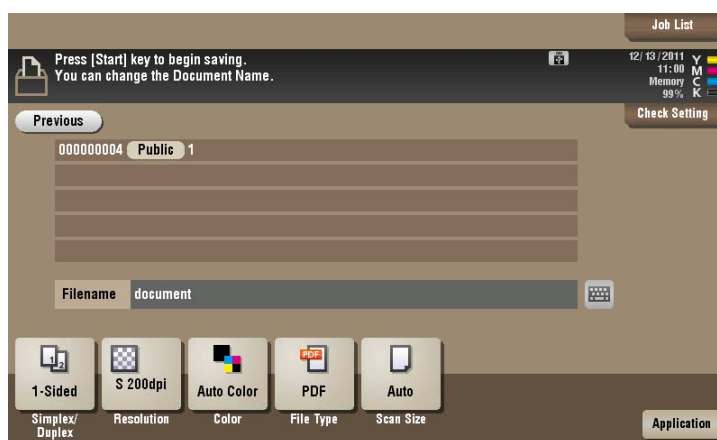 Job List
Press [Start] key to begin saving.
You can change the Document Name.
12/13/2011
11:00
Memory
99%
Y
M
C
K
Check Setting
Previous
000000004 Public 1
Filename document
1 2
1-Sided
S 200dpi
Auto Color
PDF
PDF
Auto
Simplex/
Duplex
Resolution
Color
File Type
Scan Size
Application